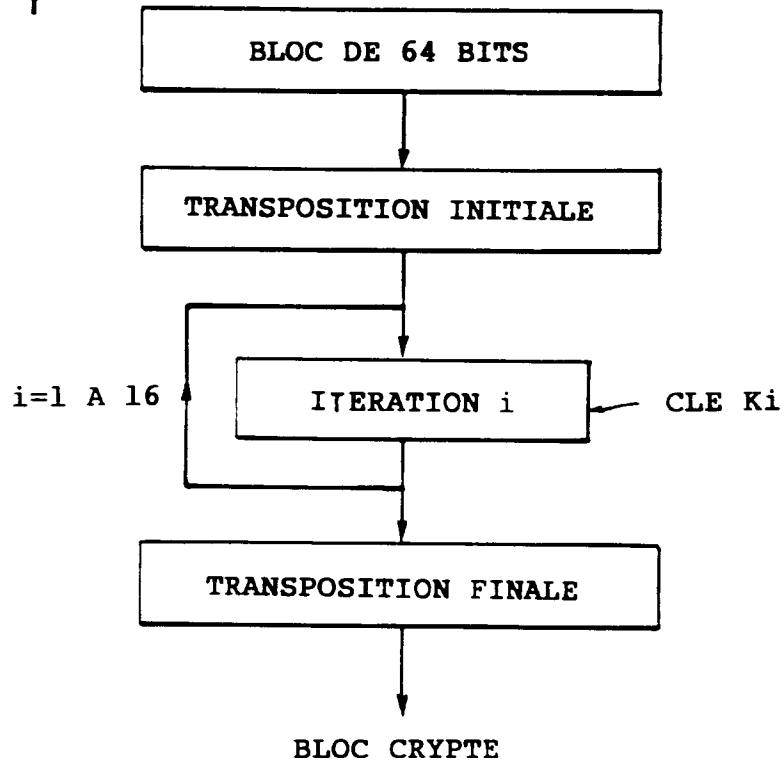 BLOC DE 64 BITS
TRANSPOSITION INITIALE
i=1 A 16
ITERATION i
CLE Ki
TRANSPOSITION FINALE
BLOC CRYPTE